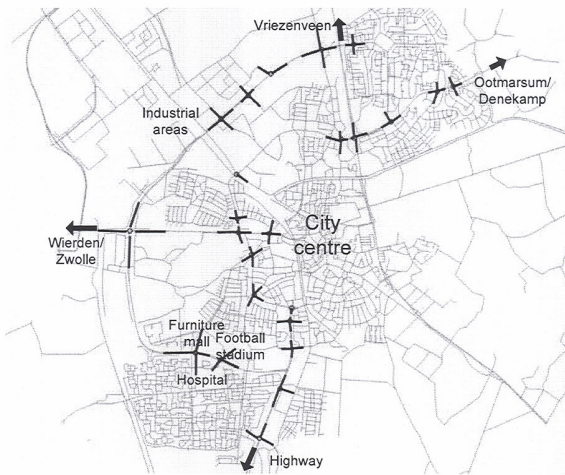 Vriezenveen
Ootmarsum/
Denekamp
Industrial
areas
City
centre
Wierden/
Zwolle
Furniture
mall
Football
stadium
Hospital
Highway